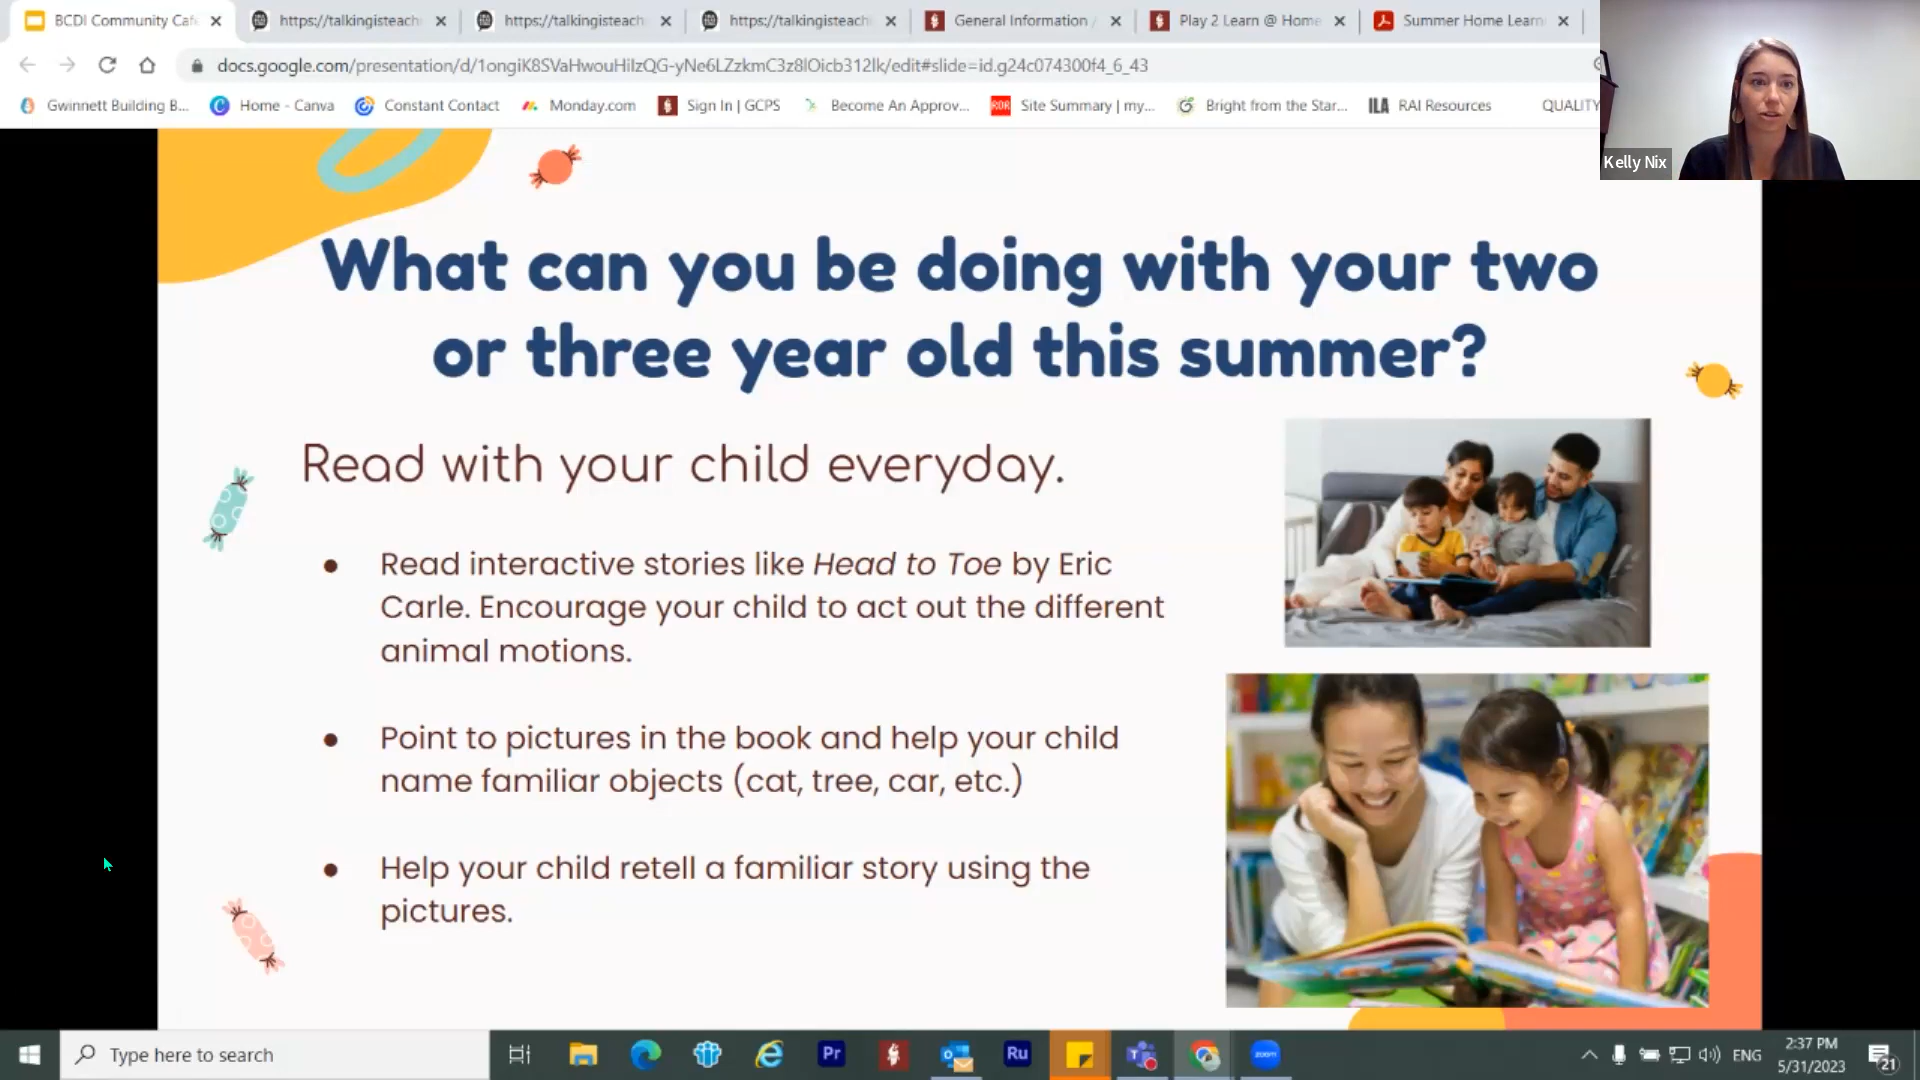 BCDI Community Cafe
https://talkingisteach
https://talkingisteach
https://talkingisteach
General Information /
Play 2 Learn @ Home
Summer Home Learn
docs.google.com/presentation/d/1ongiK8SVaHwouHilzQG-yNe6LZzkmC3z8lOicb312lk/edit#slide=id.g24c074300f4_6_43
Gwinnett Building B...
Home - Canva
Constant Contact
Monday.com
Sign In | GCPS
Become An Approv...
ROR
Site Summary | my...
Bright from the Star...
ILA
RAI Resources
QUALITY
Kelly Nix
What can you be doing with your two
or three year old this summer?
Read with your child everyday.
● Read interactive stories like Head to Toe by Eric
Carle. Encourage your child to act out the different
animal motions.
● Point to pictures in the book and help your child
name familiar objects (cat, tree, car, etc.)
● Help your child retell a familiar story using the
pictures.
Type here to search
Pr
Ru
zoom
ENG
2:37 PM
5/31/2023
21